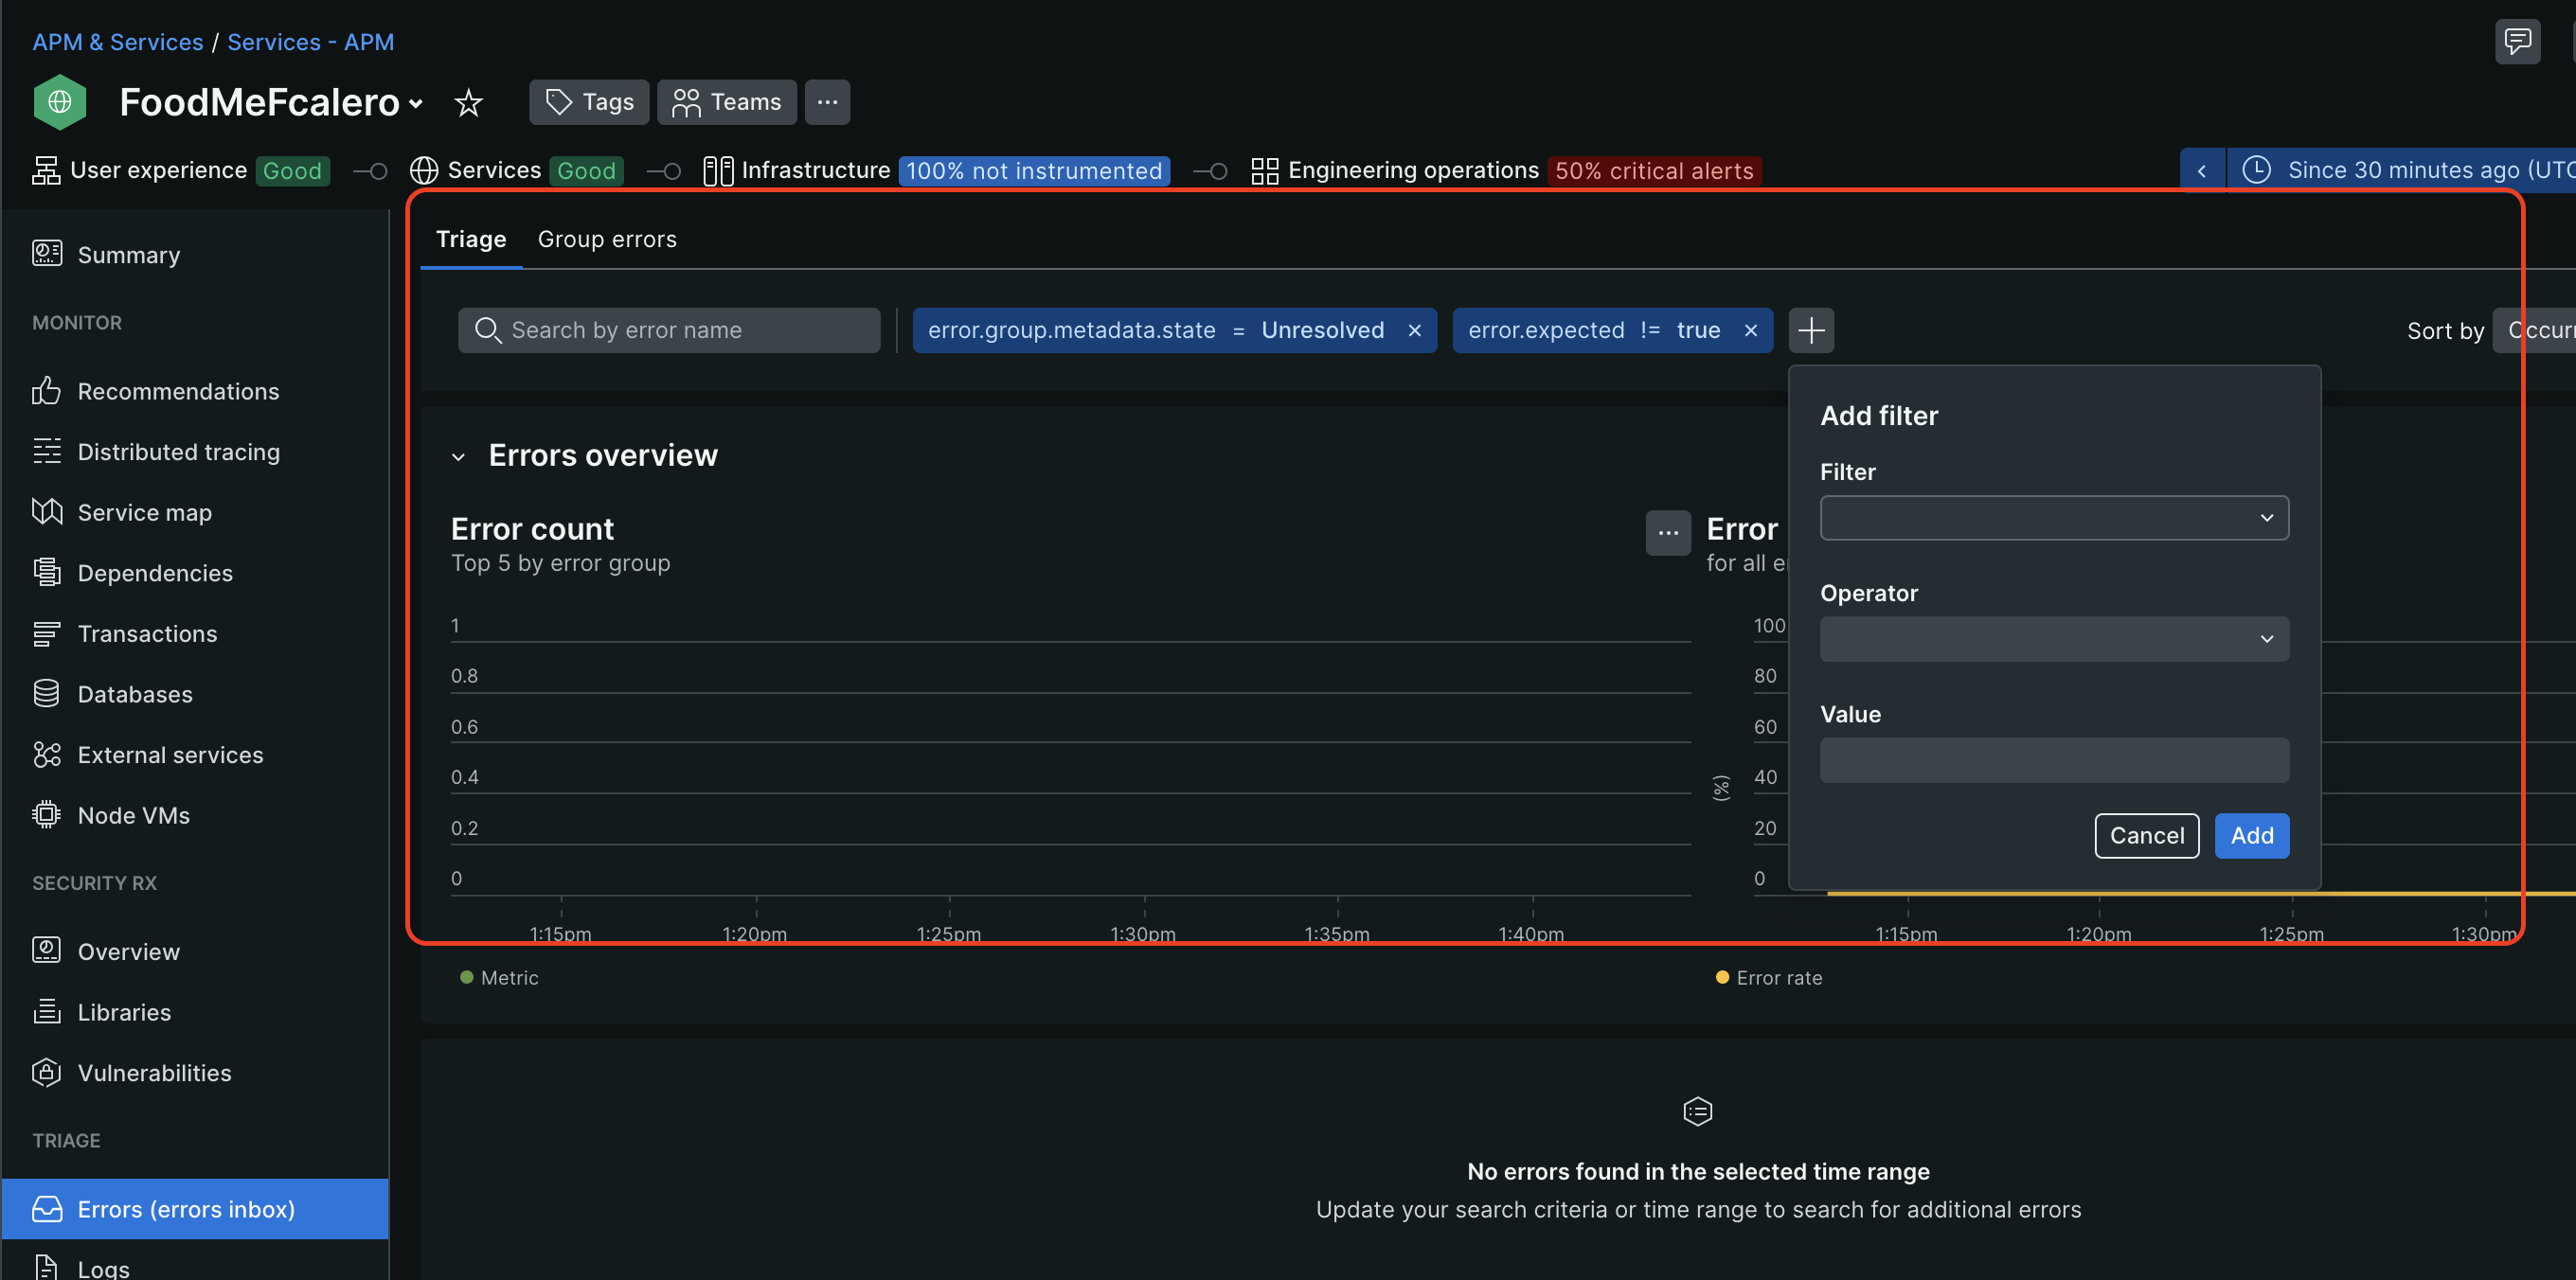 APM & Services / Services - APM
FoodMeFcalero
Tags
Teams
User experience Good
Services Good
Infrastructure 100% not instrumented
Engineering operations 50% critical alerts
Since 30 minutes ago (UTC
Summary
MONITOR
Recommendations
Distributed tracing
Service map
Dependencies
Transactions
Databases
External services
Node VMs
SECURITY RX
Overview
Libraries
Vulnerabilities
TRIAGE
Errors (errors inbox)
Logs
Triage
Group errors
Search by error name
error.group.metadata.state = Unresolved ×
error.expected != true ×
Sort by
Add filter
Filter
Operator
Value
Cancel
Add
Errors overview
Error count
Top 5 by error group
1
0.8
0.6
0.4
0.2
0
1:15pm 1:20pm 1:25pm 1:30pm 1:35pm 1:40pm
Metric
Error
for all
(%)
100
80
60
40
20
0
1:15pm 1:20pm 1:25pm 1:30pm
Error rate
No errors found in the selected time range
Update your search criteria or time range to search for additional errors